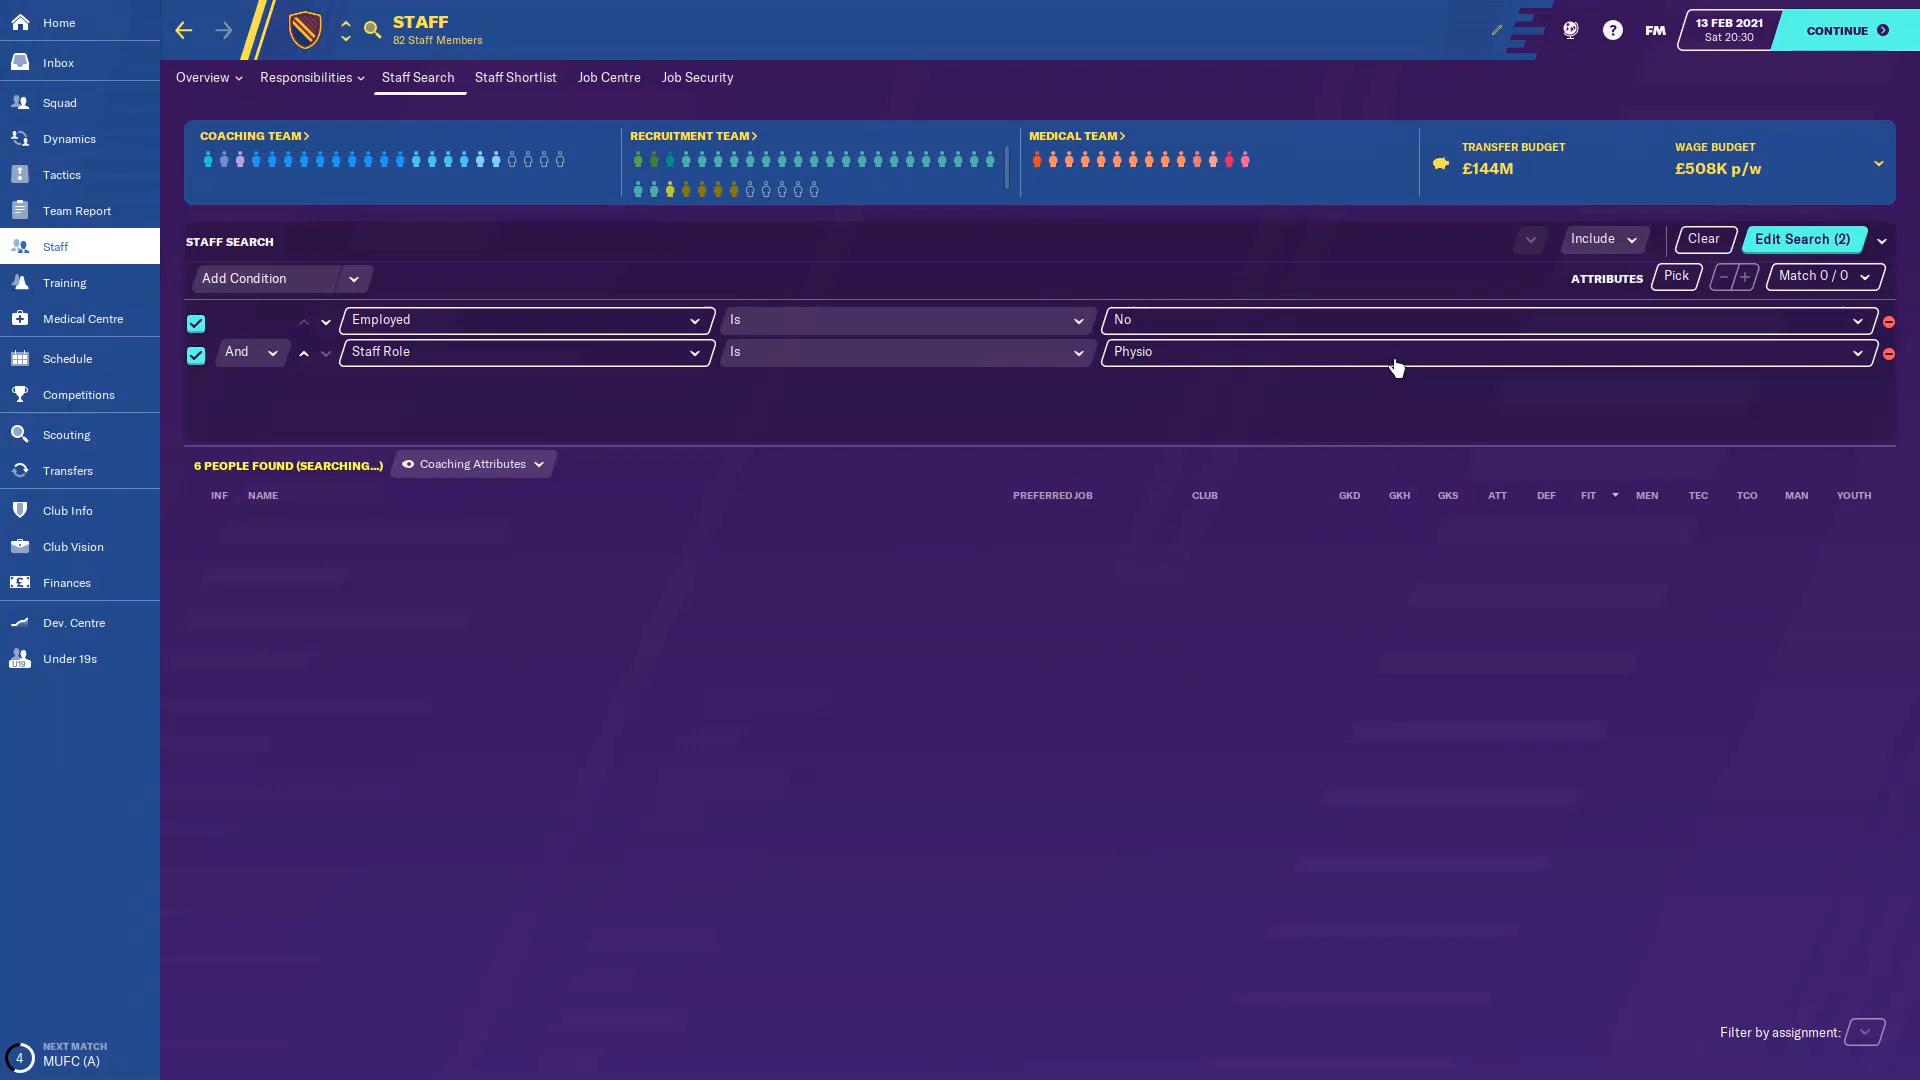 Home
Inbox
Squad
Dynamics
Tactics
Team Report
Staff
Training
Medical Centre
Schedule
Competitions
Scouting
Transfers
Club Info
Club Vision
Finances
Dev. Centre
U19
Under 19s
4
NEXT MATCH
MUFC (A)
STAFF
82 Staff Members
?
FM
13 FEB 2021
Sat 20:30
CONTINUE
Overview
Responsibilities
Staff Search
Staff Shortlist
Job Centre
Job Security
COACHING TEAM
RECRUITMENT TEAM
MEDICAL TEAM
TRANSFER BUDGET
£144M
WAGE BUDGET
£508K p/w
STAFF SEARCH
Include
Clear
Edit Search (2)
Add Condition
ATTRIBUTES
Pick
Match 0 / 0
Employed
Is
No
And
Staff Role
Is
Physio
6 PEOPLE FOUND (SEARCHING...)
Coaching Attributes
INF NAME PREFERRED JOB CLUB GKD GKH GKS ATT DEF FIT MEN TEC TCO MAN YOUTH
Filter by assignment: